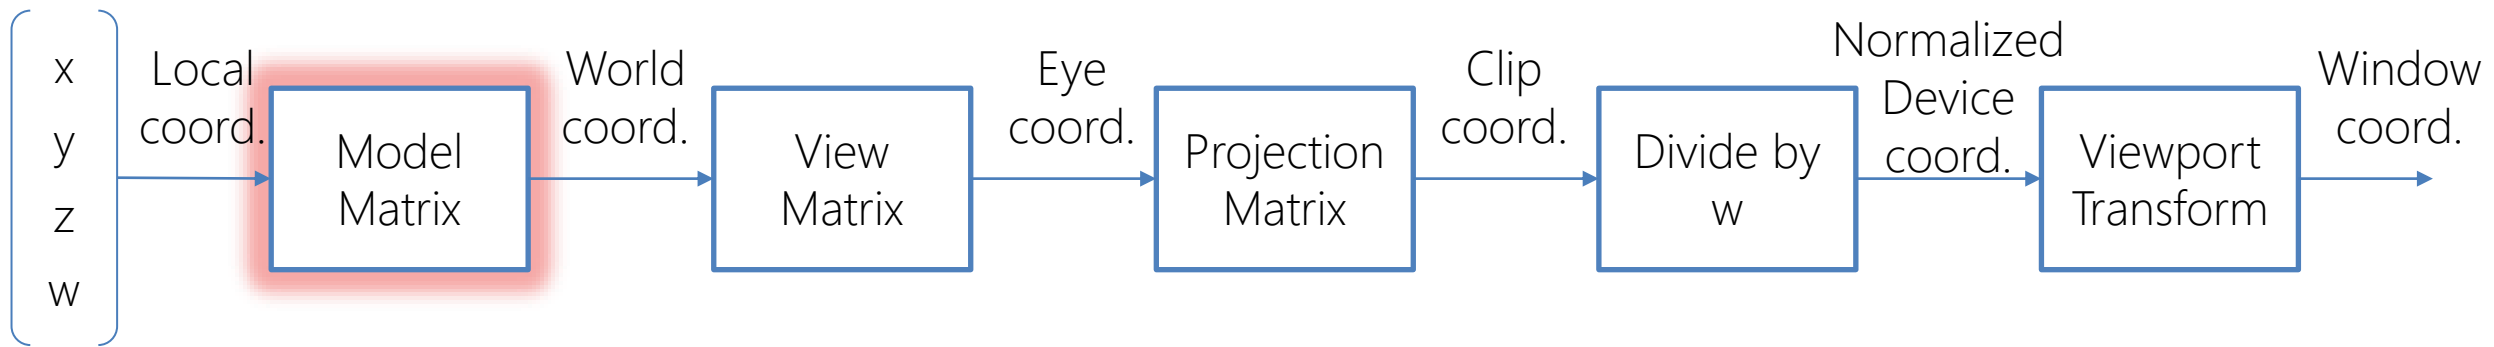 x
y
z
w
Local
coord.
Model
Matrix
World
coord.
View
Matrix
Eye
coord.
Projection
Matrix
Clip
coord.
Divide by
w
Normalized
Device
coord.
Viewport
Transform
Window
coord.